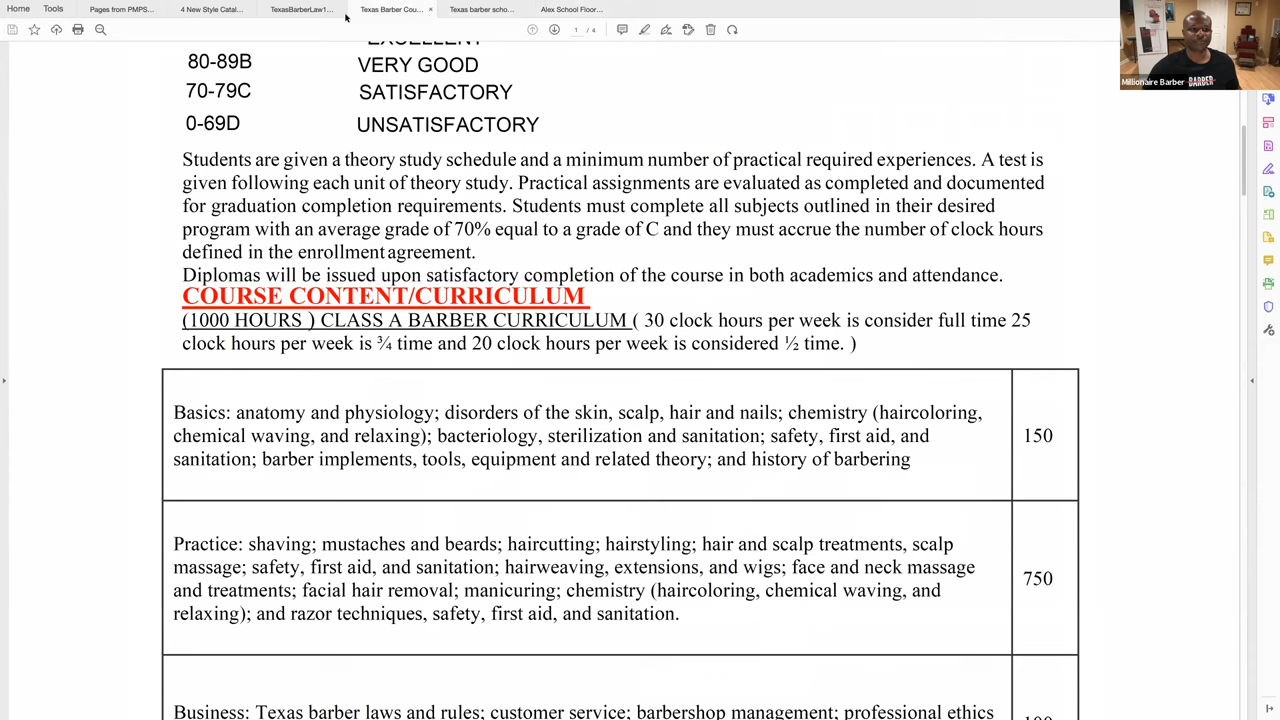 Home
Tools
Pages from PMPS...
4 New Style Catal...
TexasBarberLaw1...
Texas Barber Cou...
Texas barber scho...
Alex School Floor...
1 / 4
EXCELLENT
80-89B VERY GOOD
70-79C SATISFACTORY
0-69D UNSATISFACTORY
Students are given a theory study schedule and a minimum number of practical required experiences. A test is
given following each unit of theory study. Practical assignments are evaluated as completed and documented
for graduation completion requirements. Students must complete all subjects outlined in their desired
program with an average grade of 70% equal to a grade of C and they must accrue the number of clock hours
defined in the enrollment agreement.
Diplomas will be issued upon satisfactory completion of the course in both academics and attendance.
COURSE CONTENT/CURRICULUM
(1000 HOURS ) CLASS A BARBER CURRICULUM ( 30 clock hours per week is consider full time 25
clock hours per week is ¾ time and 20 clock hours per week is considered ½ time. )
Basics: anatomy and physiology; disorders of the skin, scalp, hair and nails; chemistry (haircoloring,
chemical waving, and relaxing); bacteriology, sterilization and sanitation; safety, first aid, and
sanitation; barber implements, tools, equipment and related theory; and history of barbering
150
Practice: shaving; mustaches and beards; haircutting; hairstyling; hair and scalp treatments, scalp
massage; safety, first aid, and sanitation; hairweaving, extensions, and wigs; face and neck massage
and treatments; facial hair removal; manicuring; chemistry (haircoloring, chemical waving, and
relaxing); and razor techniques, safety, first aid, and sanitation.
750
Business: Texas barber laws and rules; customer service; barbershop management; professional ethics
100
Millionaire Barber
BARBER